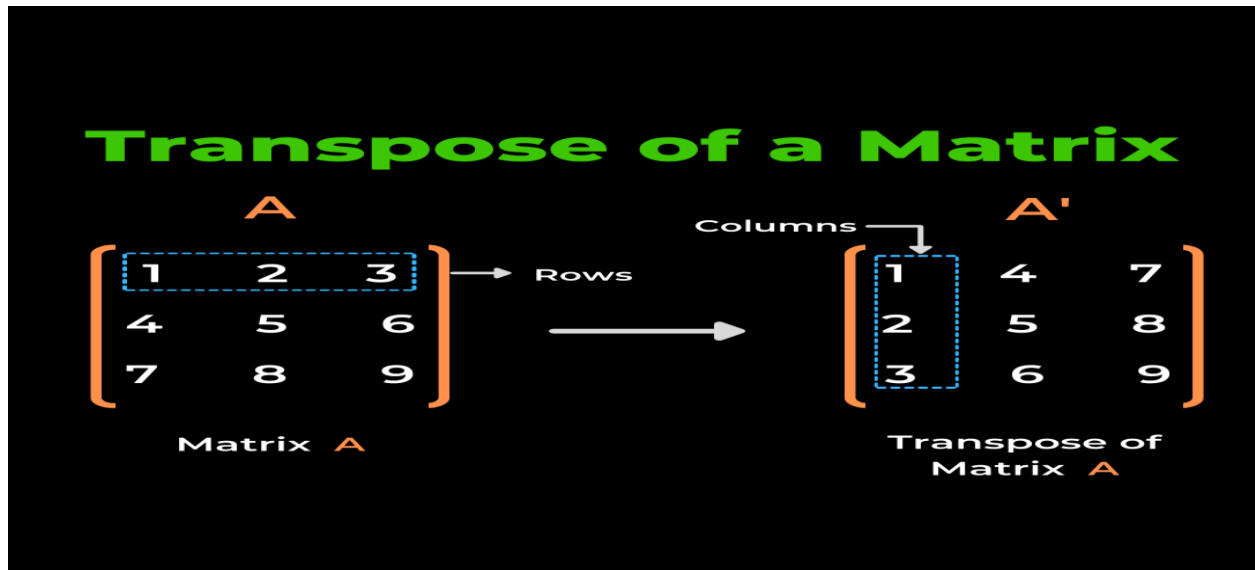 Transpose of a Matrix
A
A'
Columns
1 2 3
Rows
4 5 6
7 8 9
1 4 7
2 5 8
3 6 9
Matrix A
Transpose of
Matrix A